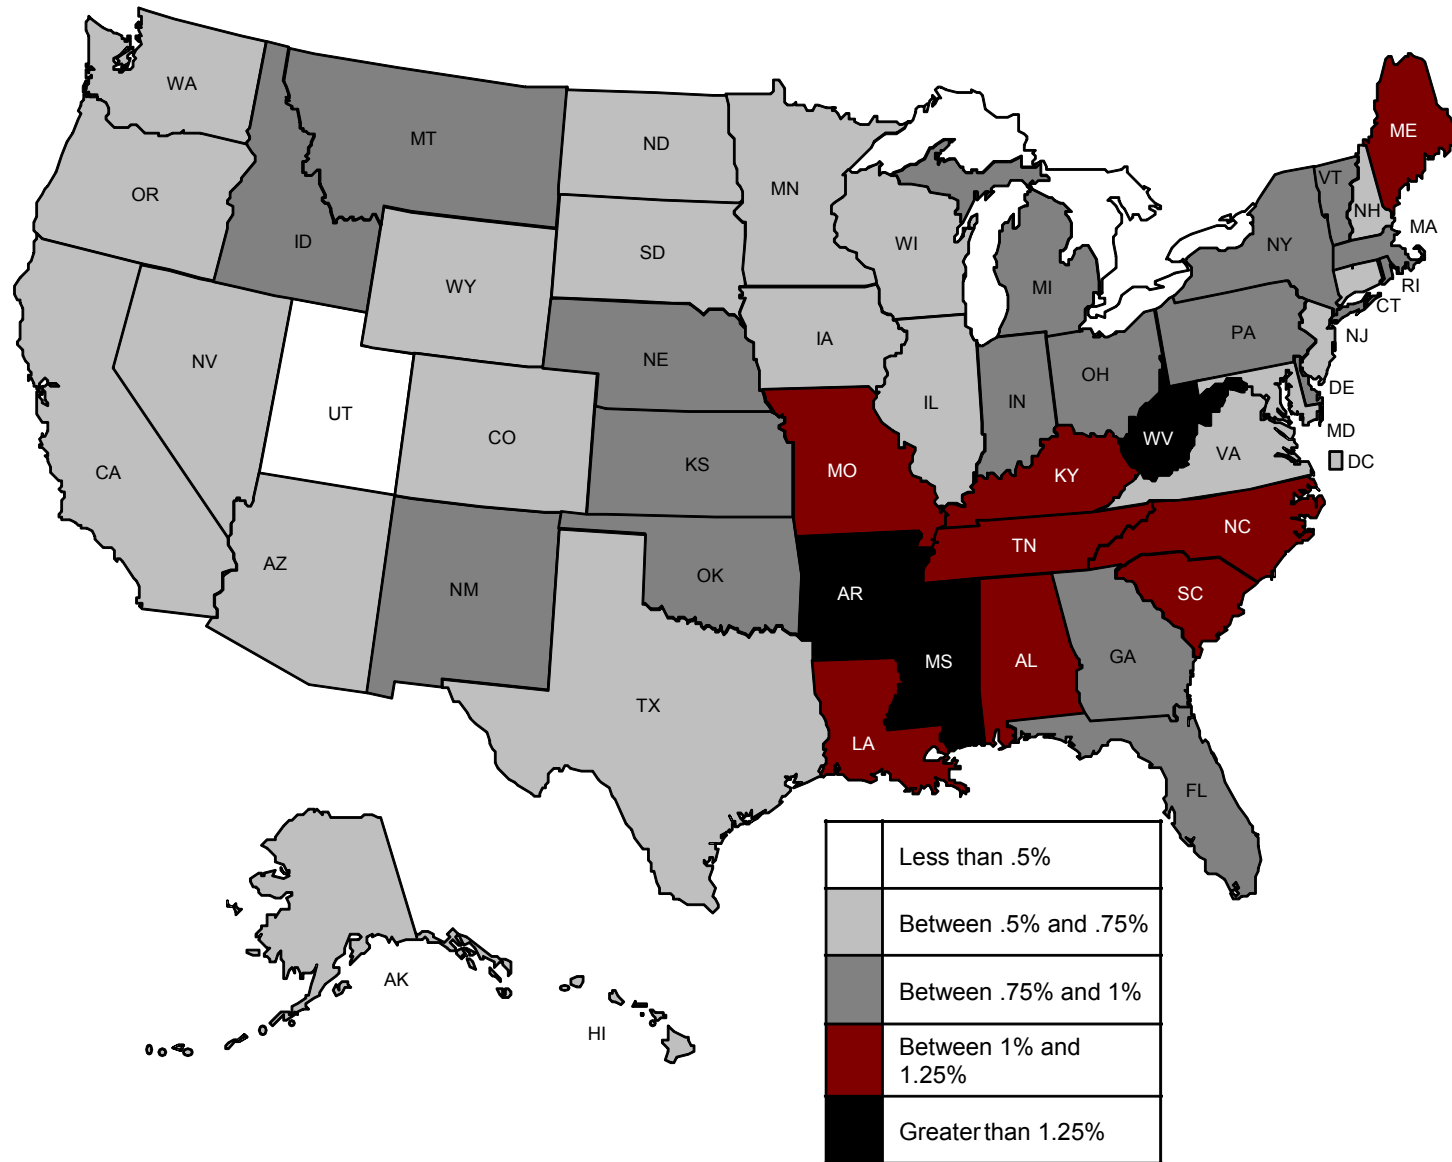 WA
MT
ND
ME
OR
MN
VT
ID
NH
MA
SD
WI
NY
WY
MI
RI
CT
NE
IA
PA
NJ
NV
OH
UT
IL
IN
DE
CO
MD
WV
CA
KS
MO
KY
VA
DC
NC
TN
AZ
OK
NM
AR
SC
MS
AL
GA
TX
LA
FL
AK
HI
Less than .5%
Between .5% and .75%
Between .75% and 1%
Between 1% and
1.25%
Greater than 1.25%